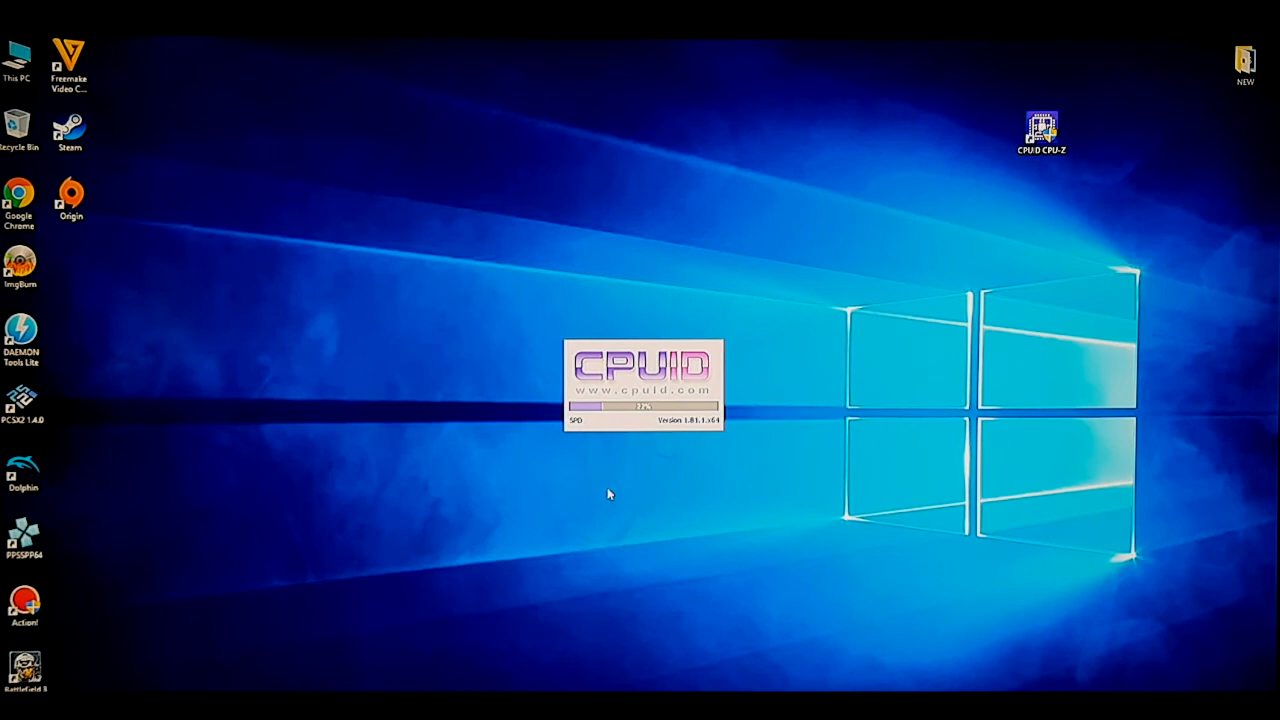 This PC
Freemake
Video C...
Recycle Bin
Steam
Google
Chrome
Origin
ImgBurn
DAEMON
Tools Lite
PCSX2 1.4.0
Dolphin
PPSSPP64
Action!
Battlefield 3
CPUID
www.cpuid.com
22%
SPD
Version 1.81.1.x64
CPUID CPU-Z
NEW